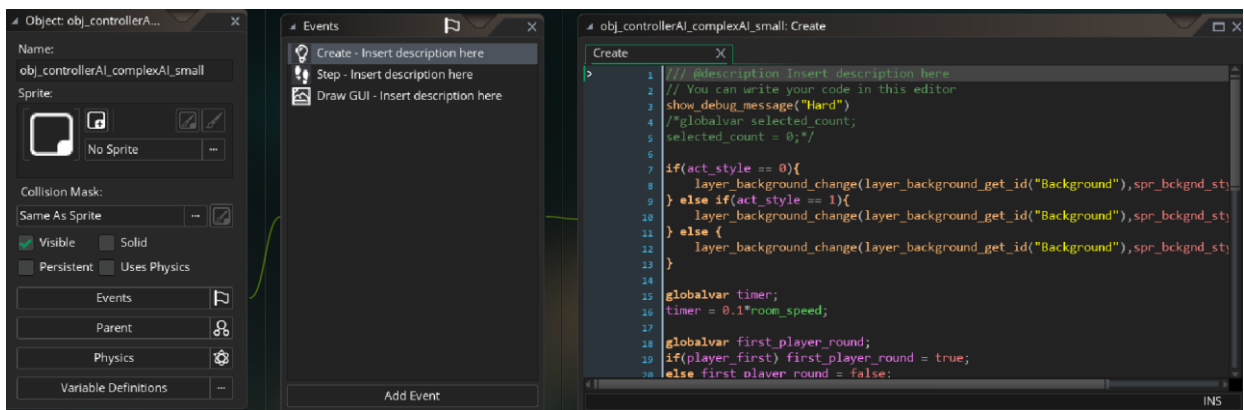 Object: obj_controllerA...
Name:
obj_controllerAI_complexAI_small
Sprite:
No Sprite
...
Collision Mask:
Same As Sprite
...
Visible
Solid
Persistent
Uses Physics
Events
Parent
Physics
Variable Definitions
...
Events
Create - Insert description here
Step - Insert description here
Draw GUI - Insert description here
Add Event
obj_controllerAI_complexAI_small: Create
Create
1 /// @description Insert description here
2 // You can write your code in this editor
3 show_debug_message("Hard")
4 /*globalvar selected_count;
5 selected_count = 0;*/
6
7 if(act_style == 0){
8 layer_background_change(layer_background_get_id("Background"),spr_bckgnd_sty
9 } else if(act_style == 1){
10 layer_background_change(layer_background_get_id("Background"),spr_bckgnd_sty
11 } else {
12 layer_background_change(layer_background_get_id("Background"),spr_bckgnd_sty
13 }
14
15 globalvar timer;
16 timer = 0.1*room_speed;
17
18 globalvar first_player_round;
19 if(player_first) first_player_round = true;
20 else first_player_round = false;
INS